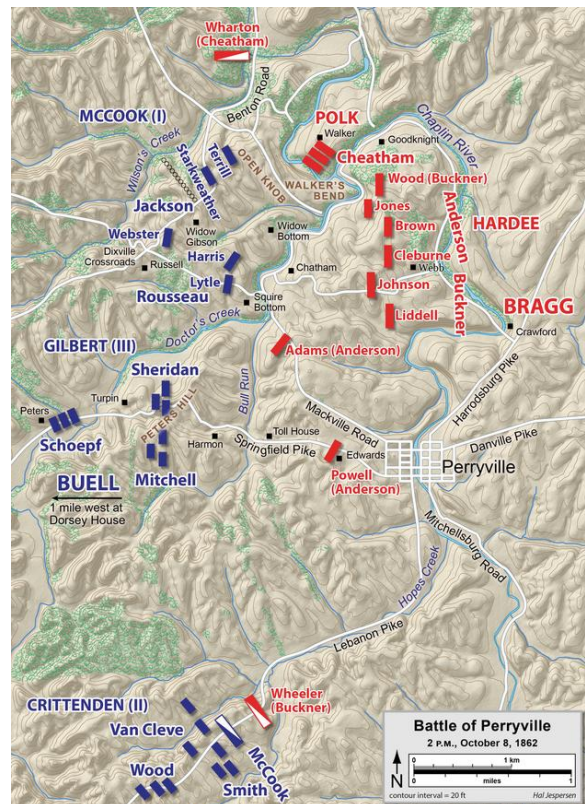 Wharton
(Cheatham)
Benton Road
MCCOOK (I)
Wilson's Creek
Terrill
Starkweather
OPEN KNOB
POLK
Walker
Cheatham
WALKER'S
BEND
Goodknight
Chaplin River
Wood (Buckner)
Jones
Brown
Anderson
Buckner
HARDEE
Cleburne
Webb
Johnson
Liddell
BRAGG
Crawford
Jackson
Webster
Widow
Gibson
Widow
Bottom
Dixville
Crossroads
Russell
Harris
Lytle
Rousseau
Chatham
Squire
Bottom
Doctor's Creek
GILBERT (III)
Adams (Anderson)
Bull Run
Sheridan
Turpin
Peters
PETERS HILL
Schoepf
Harmon
Toll House
Springfield Pike
Mackville Road
Harrodsburg Pike
Danville Pike
Edwards
Perryville
Powell
(Anderson)
Mitchell
BUELL
1 mile west at
Dorsey House
Mitchellsburg Road
Hopes Creek
Lebanon Pike
CRITTENDEN (II)
Wheeler
(Buckner)
Van Cleve
McCook
Wood
Smith
Battle of Perryville
2 P.M., October 8, 1862
N
0 1 km
0 miles 1
contour interval = 20 ft
Hal Jespersen